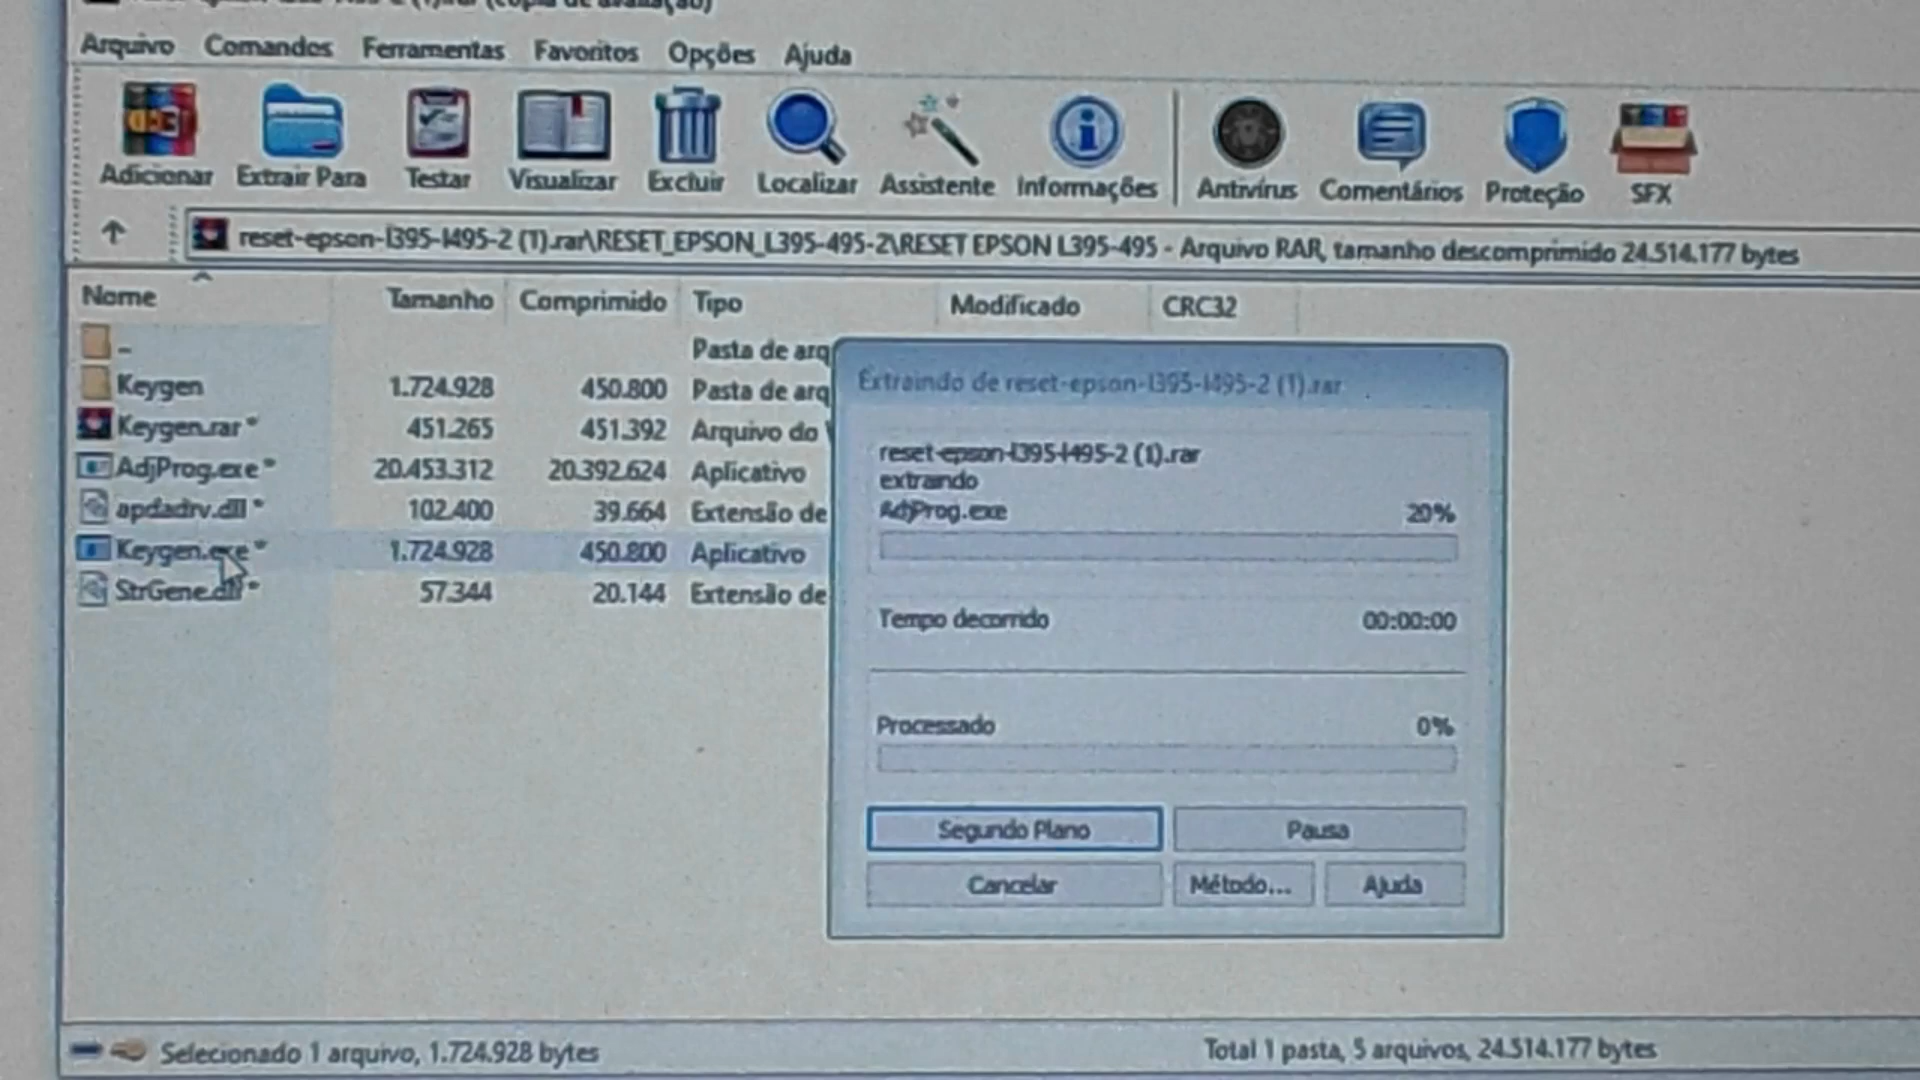 Arquivo Comandos Ferramentas Favoritos Opções Ajuda
Adicionar Extrair Para Testar Visualizar Excluir Localizar Assistente Informações Antivírus Comentários Proteção SFX
reset-epson-l395-l495-2 (1).rar\RESET_EPSON_L395-495-2\RESET EPSON L395-495 - Arquivo RAR, tamanho descomprimido 24.514.177 bytes
Nome Tamanho Comprimido Tipo Modificado CRC32
.. Pasta de arq
Keygen 1.724.928 450.800 Pasta de arq
Keygen.rar * 451.265 451.392 Arquivo do
AdjProg.exe * 20.453.312 20.392.624 Aplicativo
apdadrv.dll * 102.400 39.664 Extensão de
Keygen.exe * 1.724.928 450.800 Aplicativo
StrGene.dll * 57.344 20.144 Extensão de
Extraindo de reset-epson-l395-l495-2 (1).rar
reset-epson-l395-l495-2 (1).rar
extraindo
AdjProg.exe 20%
Tempo decorrido 00:00:00
Processado 0%
Segundo Plano Pausa
Cancelar Método... Ajuda
Selecionado 1 arquivo, 1.724.928 bytes Total 1 pasta, 5 arquivos, 24.514.177 bytes